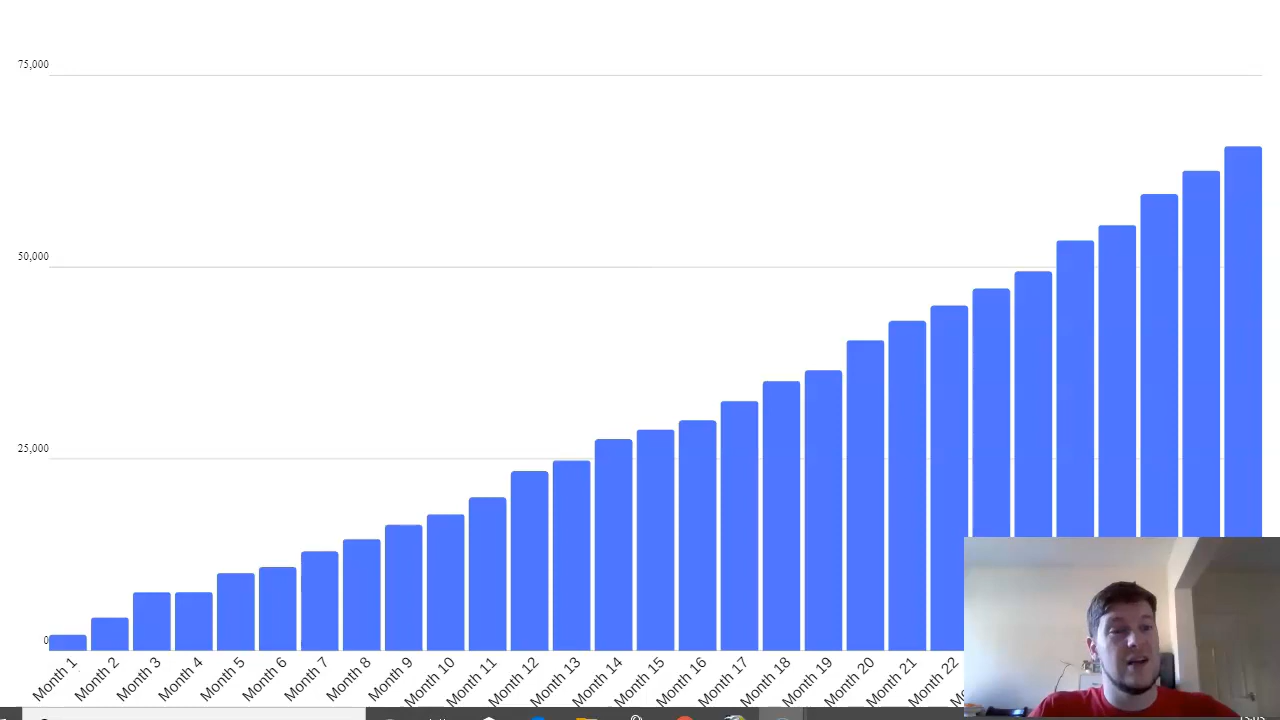 75,000
50,000
25,000
0
Month 1
Month 2
Month 3
Month 4
Month 5
Month 6
Month 7
Month 8
Month 9
Month 10
Month 11
Month 12
Month 13
Month 14
Month 15
Month 16
Month 17
Month 18
Month 19
Month 20
Month 21
Month 22